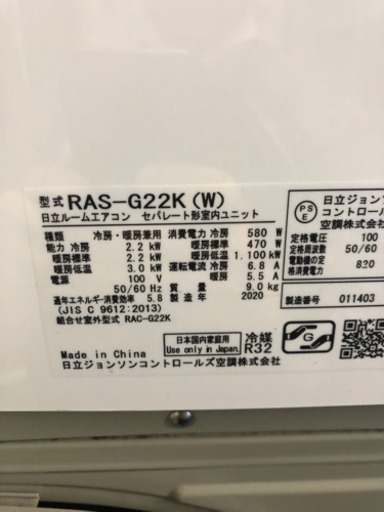 型式 RAS-G22K(W)
日立ルームエアコン セパレート形室内ユニット
種類 冷房・暖房兼用 消費電力 冷房 580 W
能力 冷房 2.2 kW 暖房標準 470 W
暖房標準 2.2 kW 暖房低温 1,100 kW
暖房低温 3.0 kW 運転電流 冷房 6.8 A
電源 100 V 暖房 5.5 A
50/60 Hz 質量 9.0 kg
通年エネルギー消費効率 5.8 2020
(JIS C 9612:2013)
組合せ室外型式 RAC-G22K
日本国内家庭用
Use only in Japan
冷媒
R32
Made in China
日立ジョンソンコントロールズ空調株式会社
PS
E
日立ジョンソン
コントロールズ
空調株式会
定格電圧 100
定格周波数 50/60
電動機の定
格消費電力 820
製造番号 011403
G